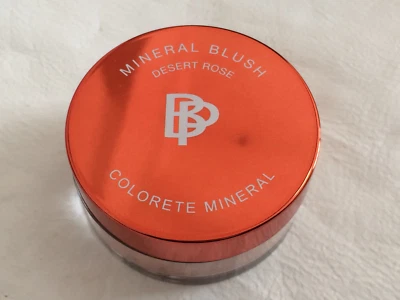 MINERAL BLUSH
DESERT ROSE
BP
COLORETE MINERAL